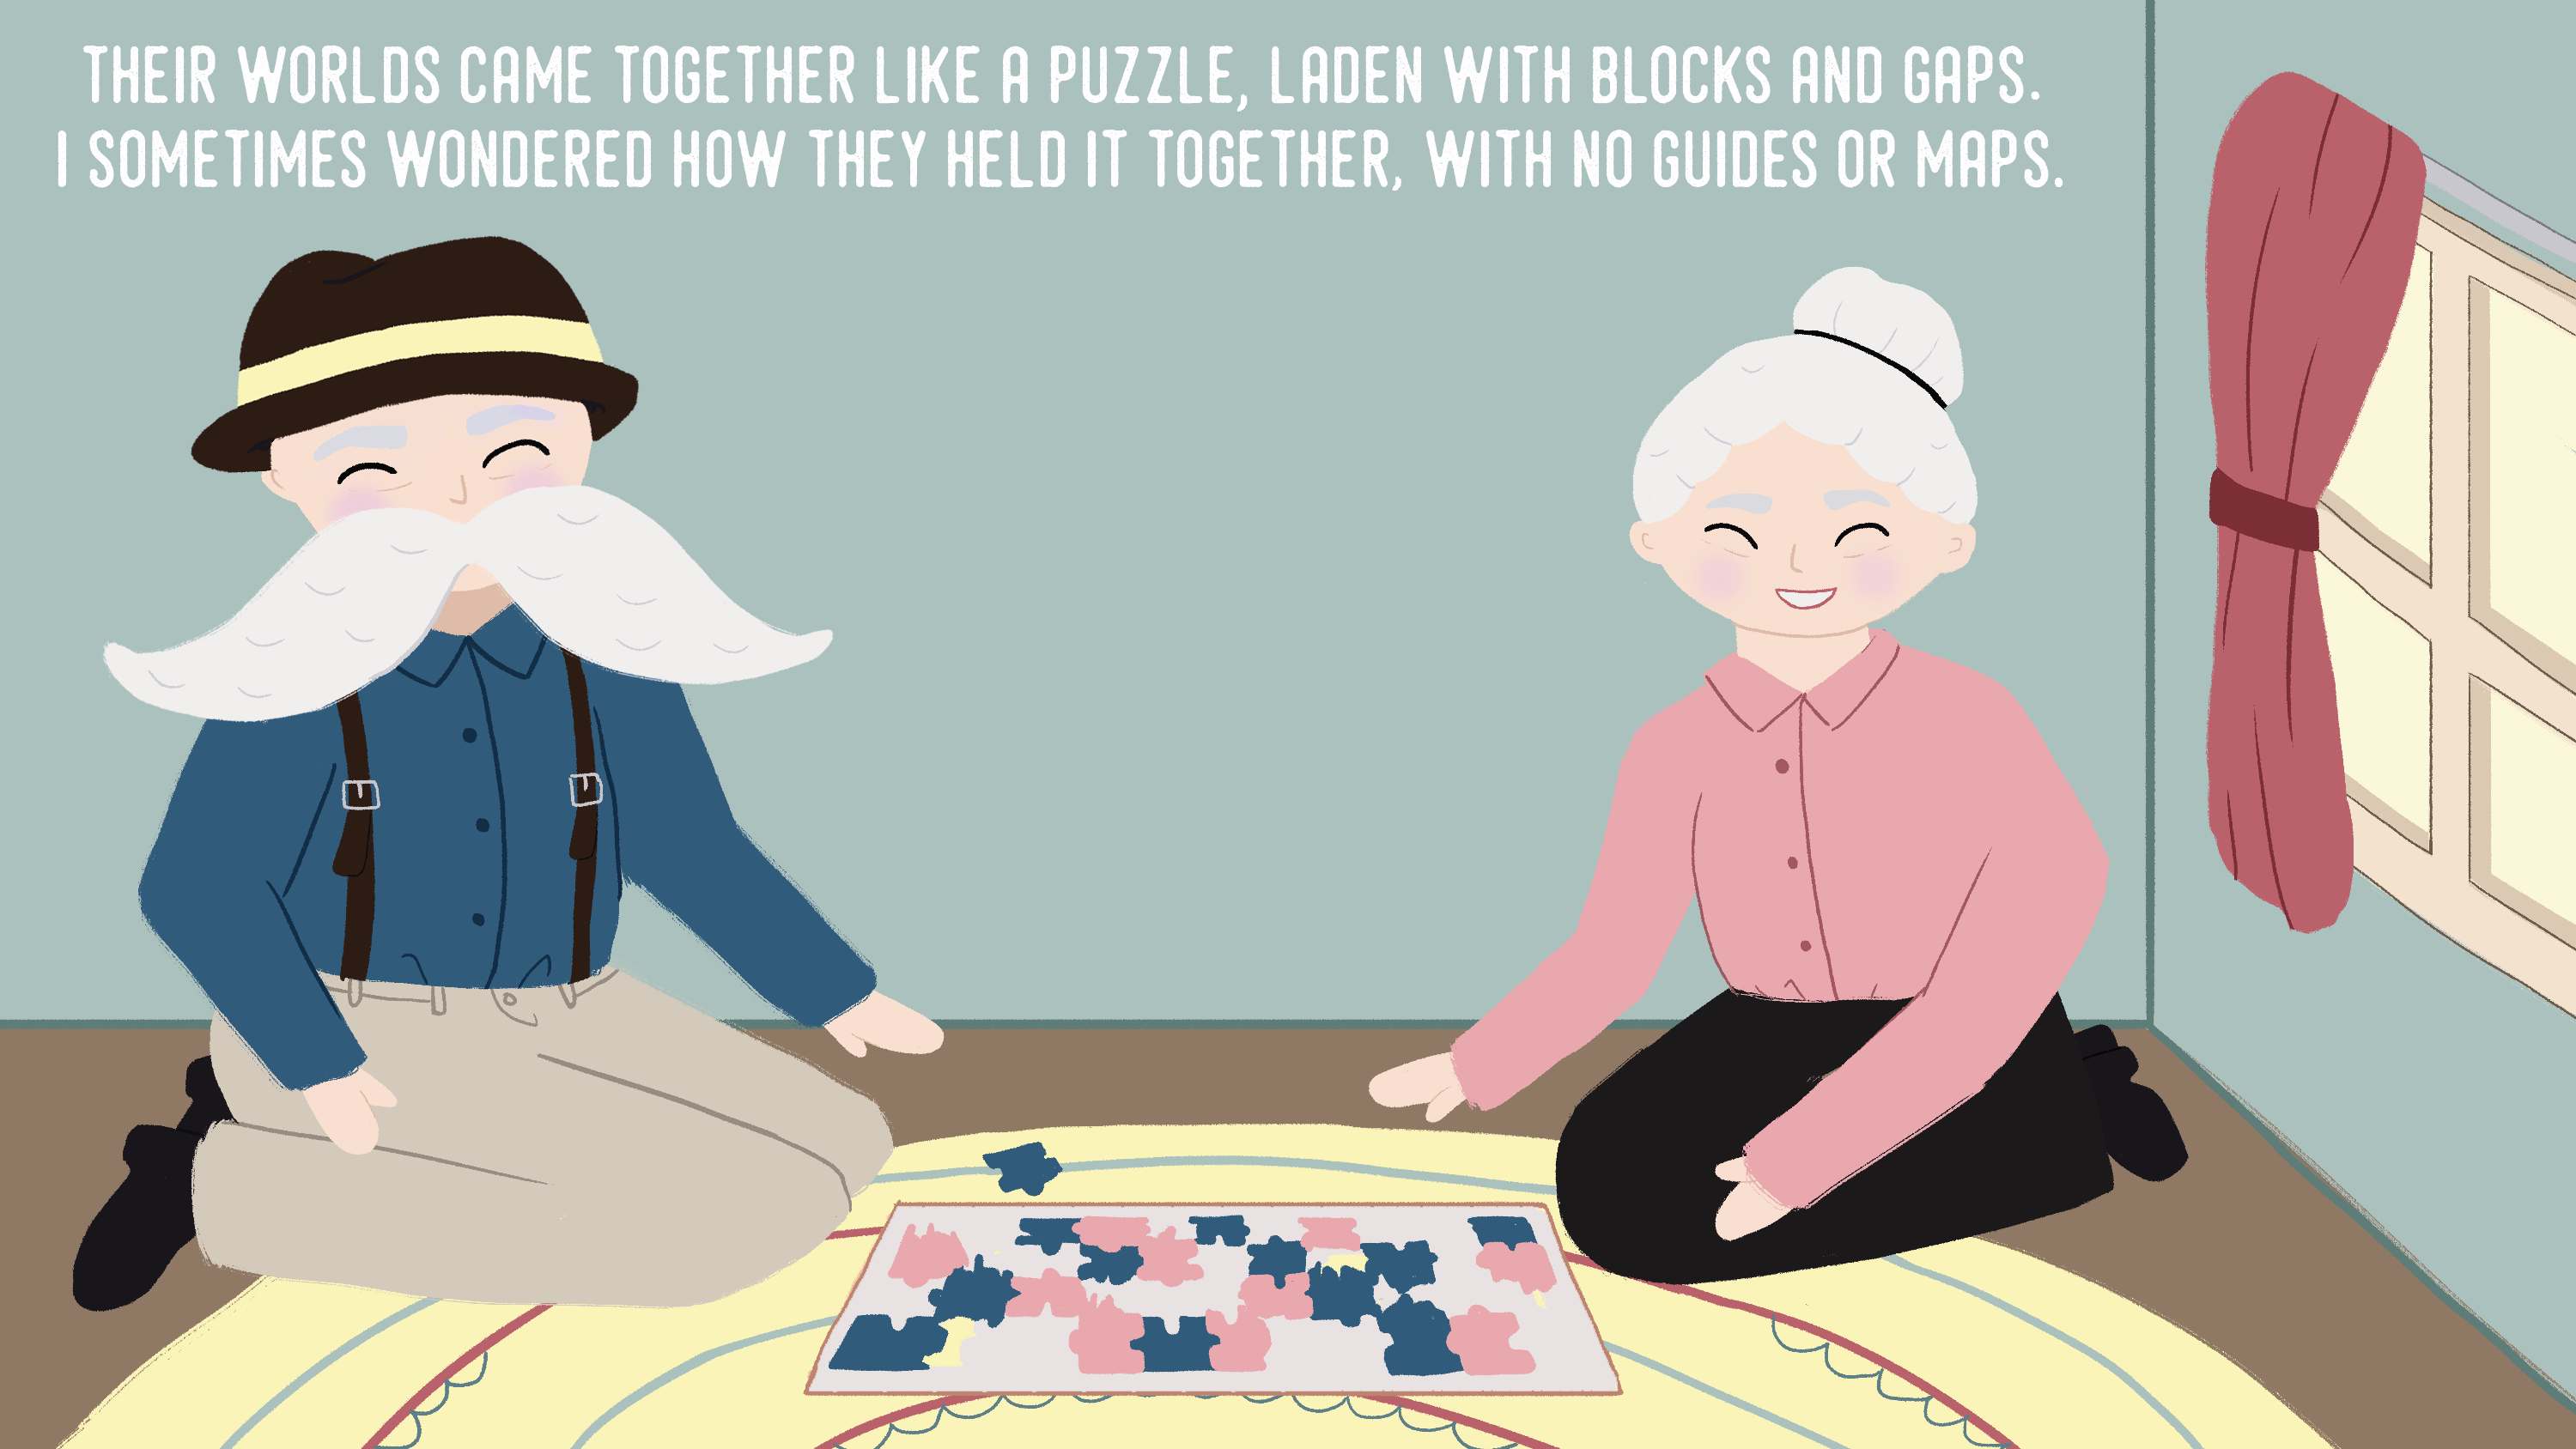 THEIR WORLDS CAME TOGETHER LIKE A PUZZLE, LADEN WITH BLOCKS AND GAPS.
I SOMETIMES WONDERED HOW THEY HELD IT TOGETHER, WITH NO GUIDES OR MAPS.